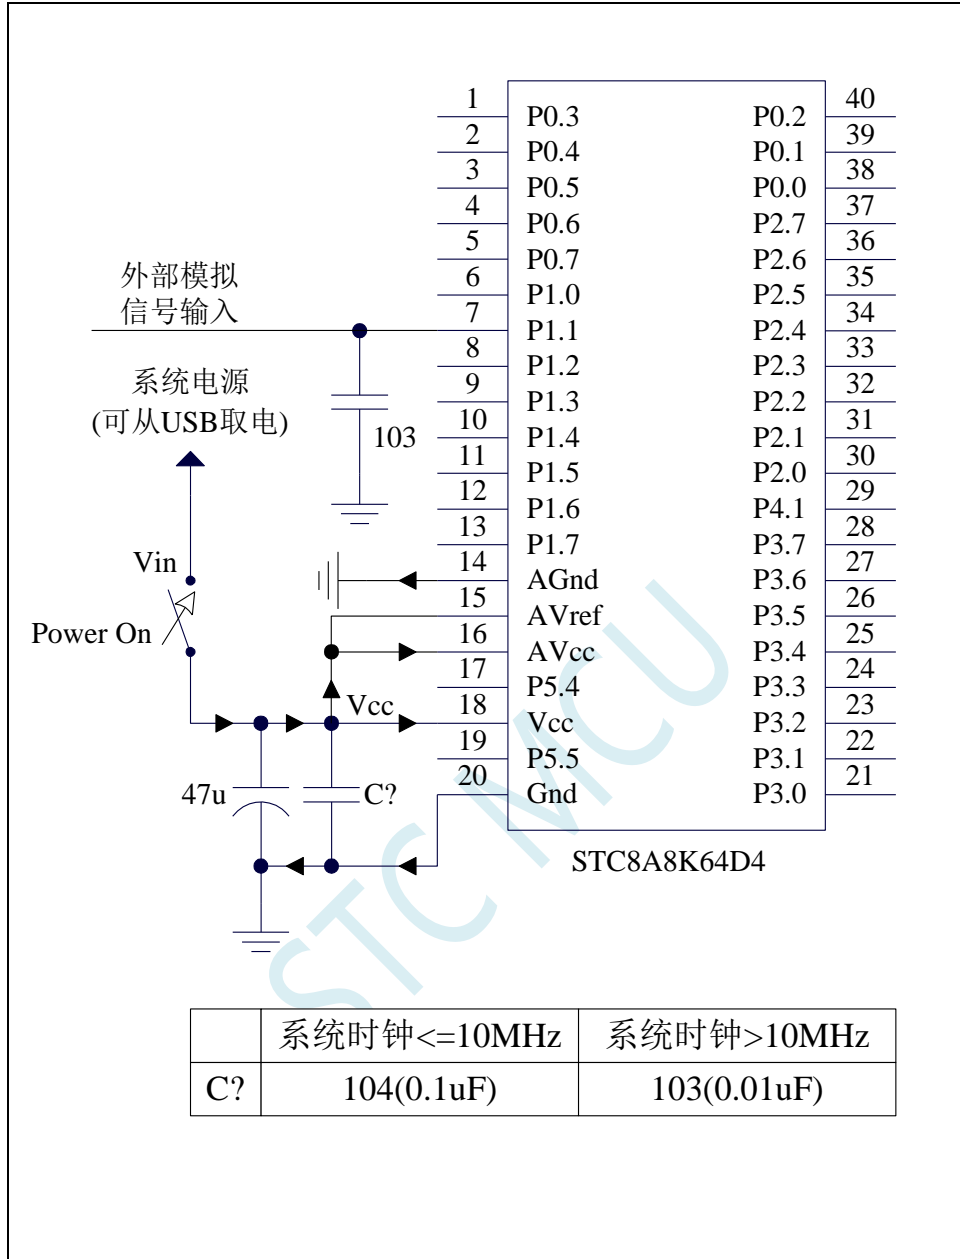 1 P0.3 P0.2 40
2 P0.4 P0.1 39
3 P0.5 P0.0 38
4 P0.6 P2.7 37
5 P0.7 P2.6 36
6 P1.0 P2.5 35
7 P1.1 P2.4 34
8 P1.2 P2.3 33
9 P1.3 P2.2 32
10 P1.4 P2.1 31
11 P1.5 P2.0 30
12 P1.6 P4.1 29
13 P1.7 P3.7 28
14 AGnd P3.6 27
15 AVref P3.5 26
16 AVcc P3.4 25
17 P5.4 P3.3 24
18 Vcc P3.2 23
19 P5.5 P3.1 22
20 Gnd P3.0 21
STC8A8K64D4
外部模拟
信号输入
103
系统电源
(可从USB取电)
Vin
Power On
Vcc
47u
C?
STC MCU
系统时钟<=10MHz 系统时钟>10MHz
C? 104(0.1uF) 103(0.01uF)